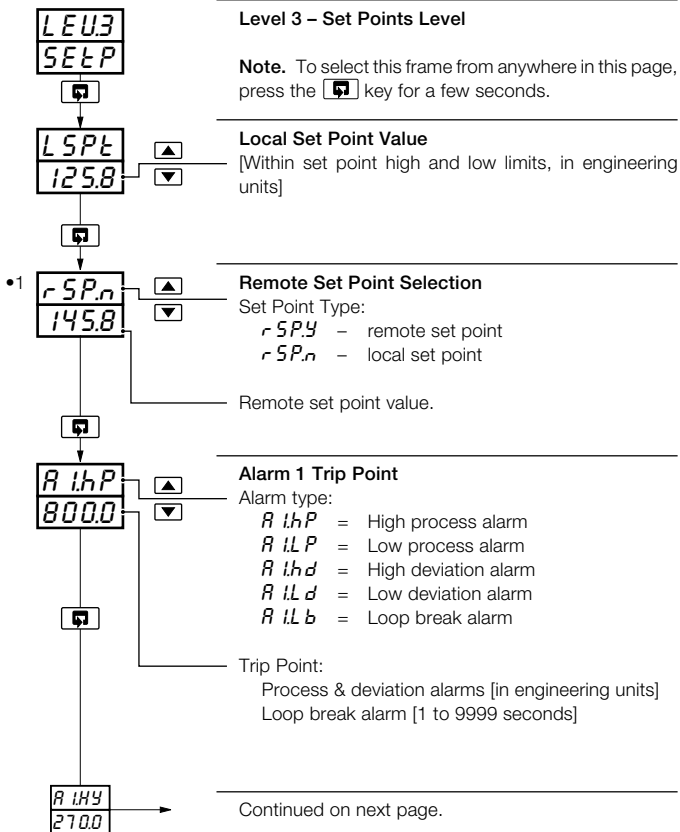 LEV.3
SEtP
Level 3 – Set Points Level
Note. To select this frame from anywhere in this page,
press the key for a few seconds.
LSPt
125.8
Local Set Point Value
[Within set point high and low limits, in engineering
units]
•1
rSP.n
145.8
Remote Set Point Selection
Set Point Type:
rSP.Y – remote set point
rSP.n – local set point
Remote set point value.
A1.hP
800.0
Alarm 1 Trip Point
Alarm type:
A1.hP = High process alarm
A1.LP = Low process alarm
A1.hd = High deviation alarm
A1.Ld = Low deviation alarm
A1.Lb = Loop break alarm
Trip Point:
Process & deviation alarms [in engineering units]
Loop break alarm [1 to 9999 seconds]
A1.HY
270.0
Continued on next page.